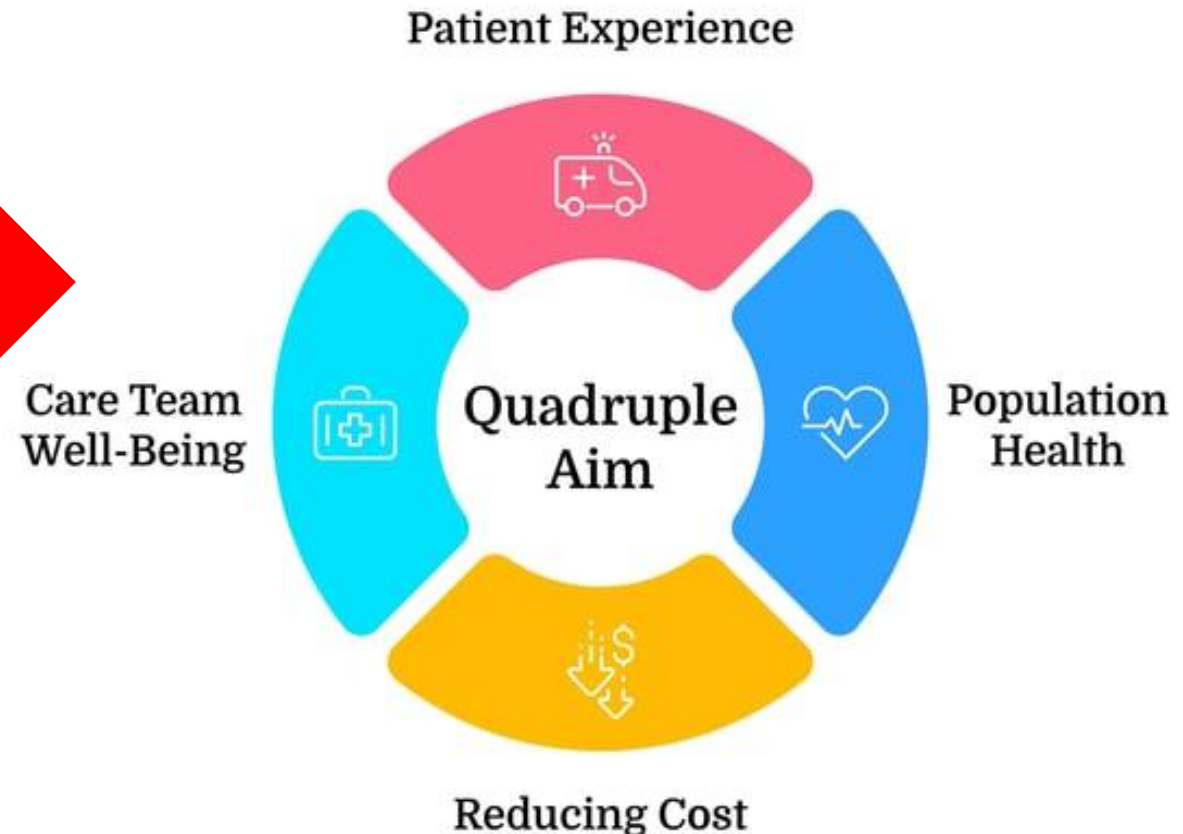 Patient Experience
Care Team
Well-Being
Quadruple
Aim
Population
Health
Reducing Cost
$